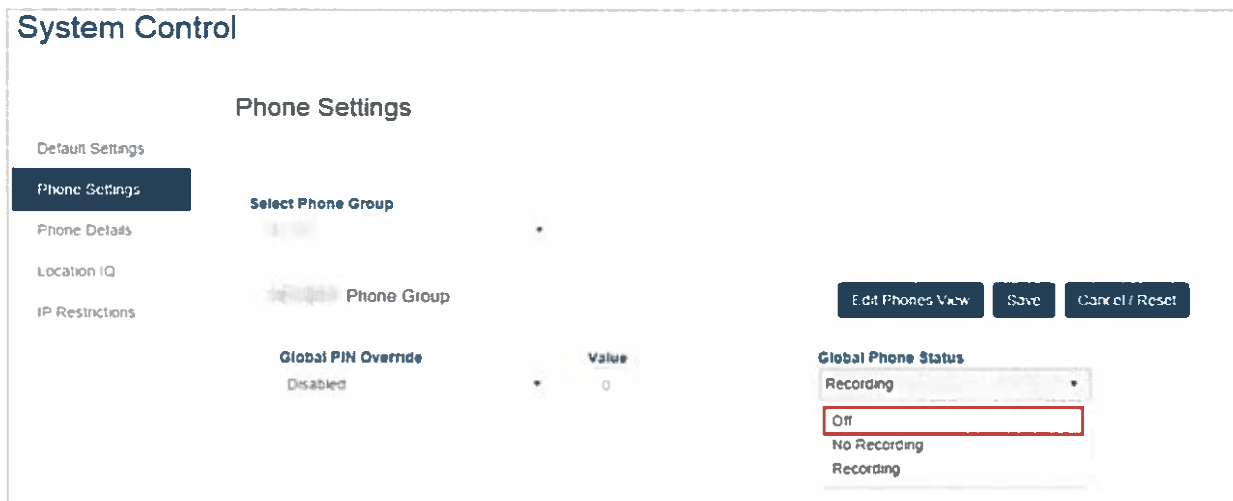 System Control
Phone Settings
Default Settings
Phone Settings
Select Phone Group
Phone Details
Location IQ
Phone Group
Edit Phones View
Save
Cancel / Reset
IP Restrictions
Global PIN Override
Value
Global Phone Status
Disabled
0
Recording
Off
No Recording
Recording